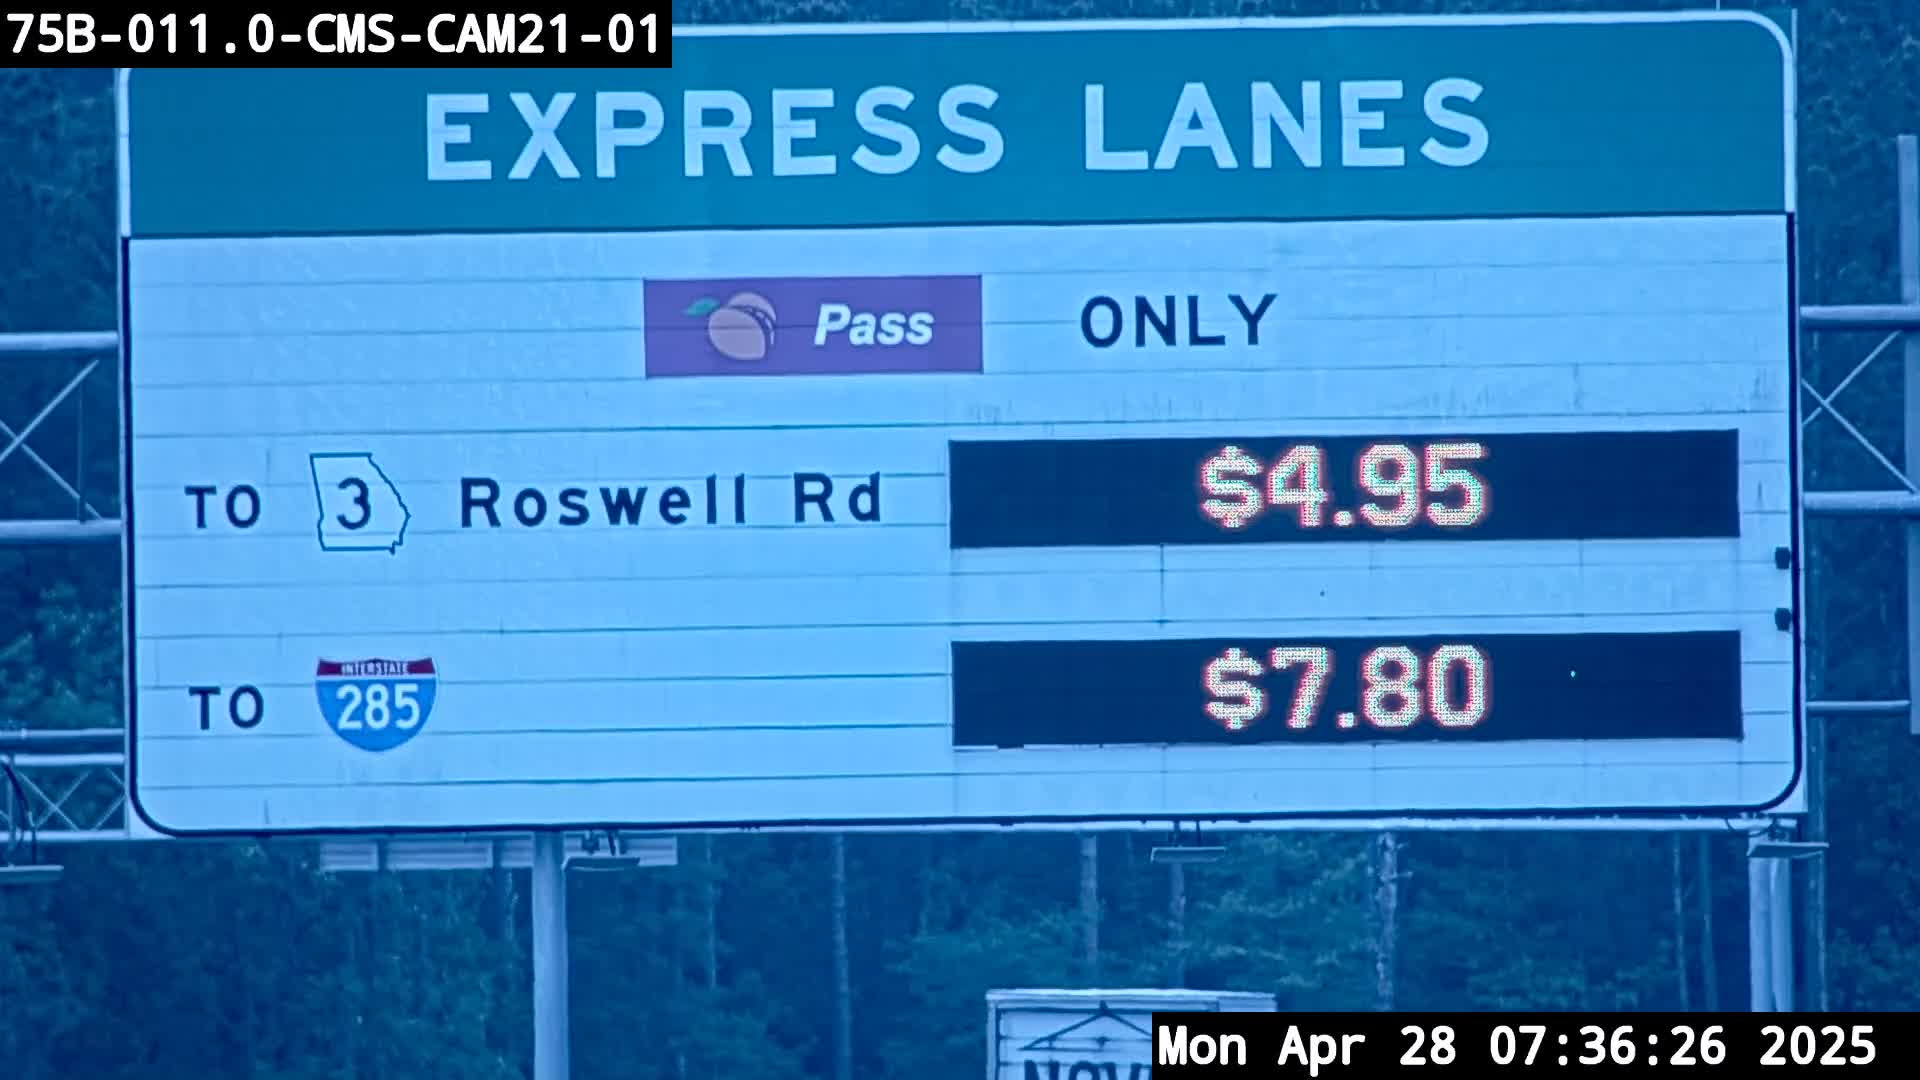 75B-011.0-CMS-CAM21-01
EXPRESS LANES
Pass ONLY
TO 3 Roswell Rd $4.95
TO INTERSTATE 285 $7.80
Mon Apr 28 07:36:26 2025